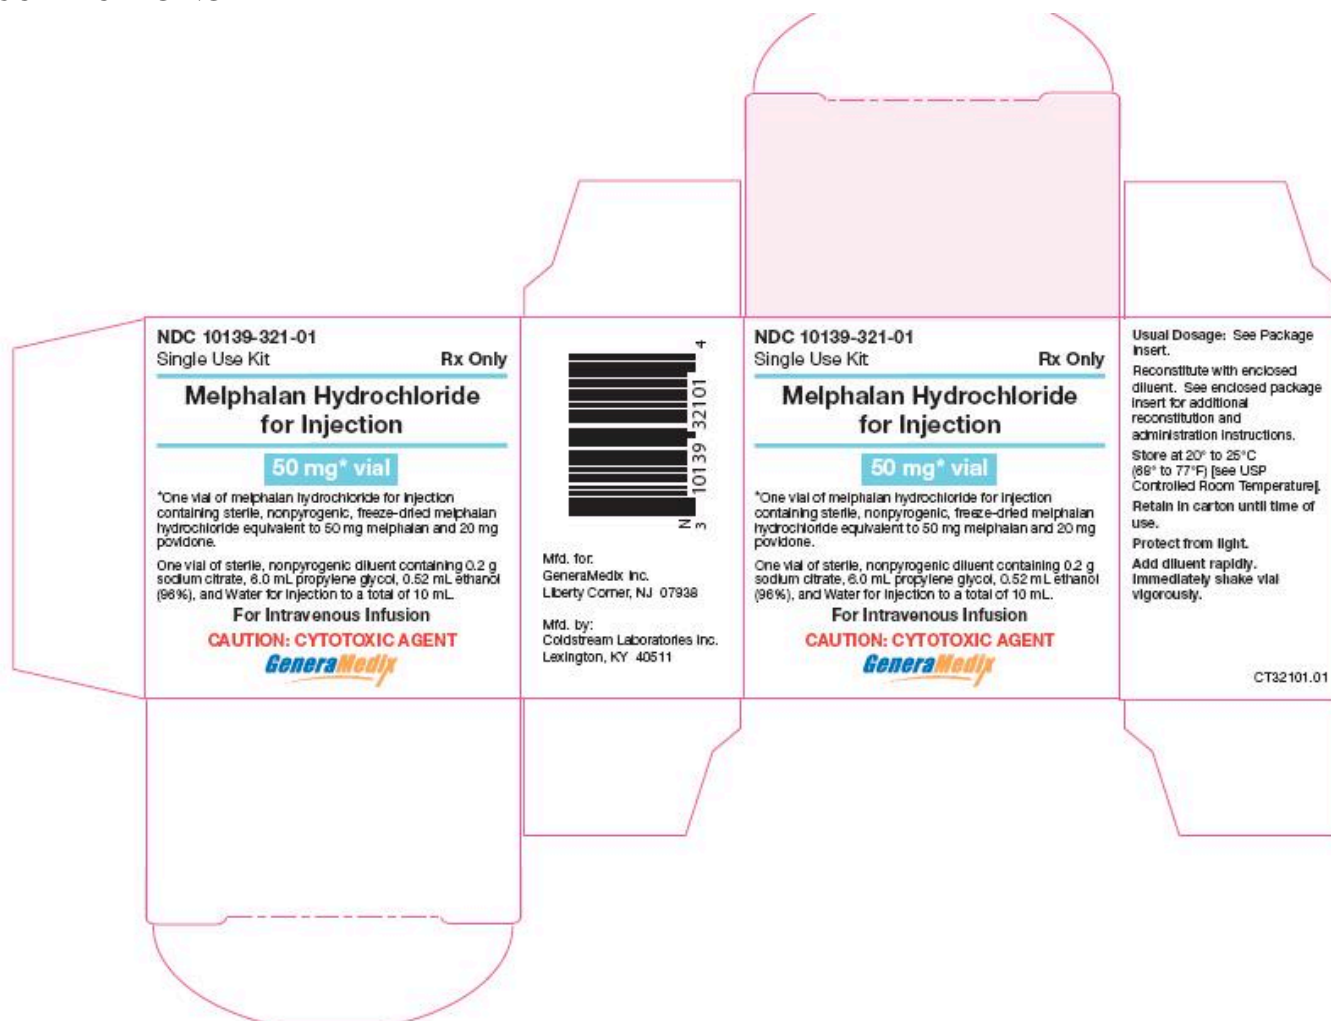 NDC 10139-321-01
Single Use Kit Rx Only
Melphalan Hydrochloride
for Injection
50 mg* vial
*One vial of melphalan hydrochloride for injection
containing sterile, nonpyrogenic, freeze-dried melphalan
hydrochloride equivalent to 50 mg melphalan and 20 mg
povidone.
One vial of sterile, nonpyrogenic diluent containing 0.2 g
sodium citrate, 6.0 mL propylene glycol, 0.52 mL ethanol
(96%), and Water for Injection to a total of 10 mL.
For Intravenous Infusion
CAUTION: CYTOTOXIC AGENT
GeneraMedix
N
3 10139 32101 4
Mfd. for:
GeneraMedix Inc.
Liberty Corner, NJ 07938
Mfd. by:
Coldstream Laboratories Inc.
Lexington, KY 40511
NDC 10139-321-01
Single Use Kit Rx Only
Melphalan Hydrochloride
for Injection
50 mg* vial
*One vial of melphalan hydrochloride for injection
containing sterile, nonpyrogenic, freeze-dried melphalan
hydrochloride equivalent to 50 mg melphalan and 20 mg
povidone.
One vial of sterile, nonpyrogenic diluent containing 0.2 g
sodium citrate, 6.0 mL propylene glycol, 0.52 mL ethanol
(96%), and Water for Injection to a total of 10 mL.
For Intravenous Infusion
CAUTION: CYTOTOXIC AGENT
GeneraMedix
Usual Dosage: See Package
Insert.
Reconstitute with enclosed
diluent. See enclosed package
insert for additional
reconstitution and
administration instructions.
Store at 20° to 25°C
(68° to 77°F) [see USP
Controlled Room Temperature].
Retain in carton until time of
use.
Protect from light.
Add diluent rapidly.
Immediately shake vial
vigorously.
CT32101.01